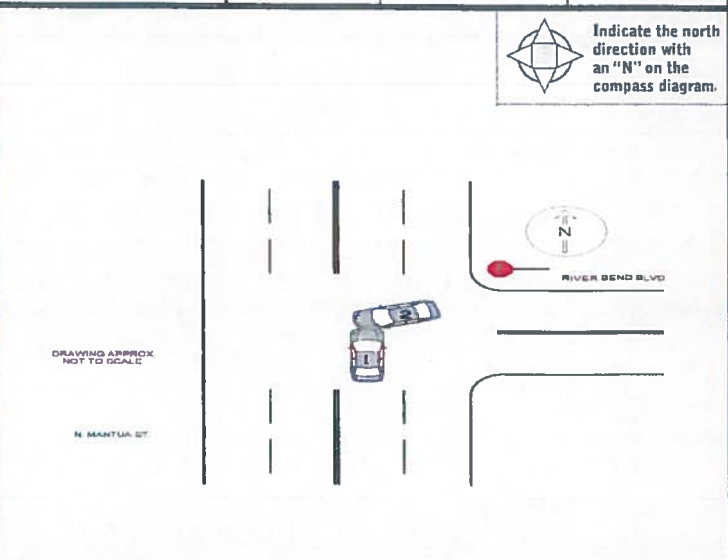 Indicate the north
direction with
an "N" on the
compass diagram.
N
RIVER BEND BLVD
2
1
DRAWING APPROX
NOT TO SCALE
N. MANTUA ST.